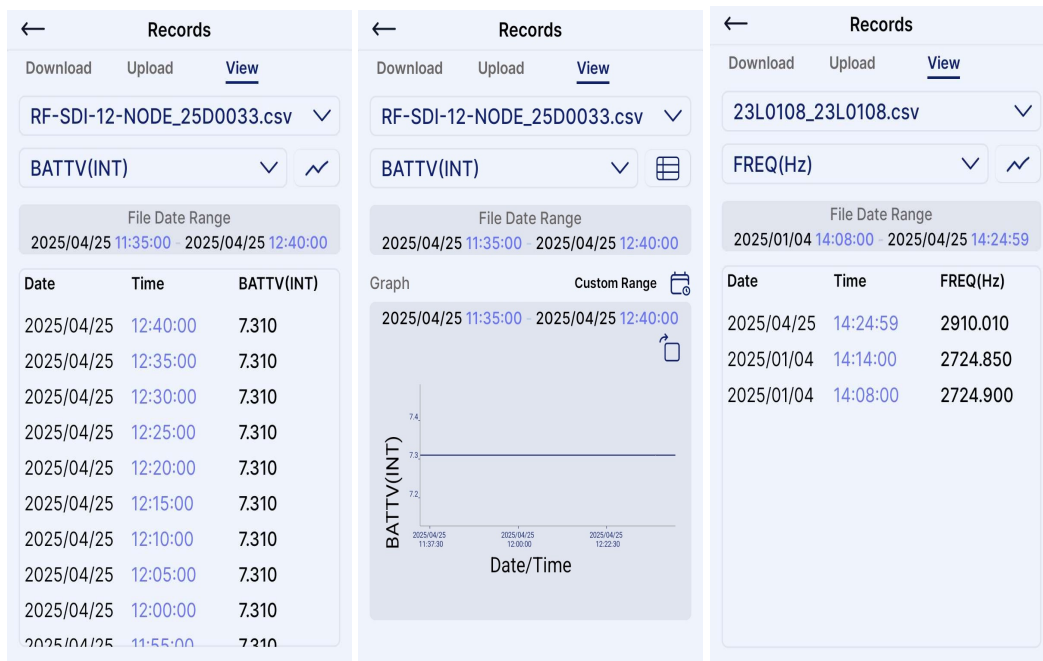 Records
Download Upload View
RF-SDI-12-NODE_25D0033.csv
BATTV(INT)
File Date Range
2025/04/25 11:35:00 - 2025/04/25 12:40:00
Date Time BATTV(INT)
2025/04/25 12:40:00 7.310
2025/04/25 12:35:00 7.310
2025/04/25 12:30:00 7.310
2025/04/25 12:25:00 7.310
2025/04/25 12:20:00 7.310
2025/04/25 12:15:00 7.310
2025/04/25 12:10:00 7.310
2025/04/25 12:05:00 7.310
2025/04/25 12:00:00 7.310
2025/04/25 11:55:00 7.310
Records
Download Upload View
RF-SDI-12-NODE_25D0033.csv
BATTV(INT)
File Date Range
2025/04/25 11:35:00 - 2025/04/25 12:40:00
Graph Custom Range
2025/04/25 11:35:00 - 2025/04/25 12:40:00
BATTV(INT)
7.4
7.3
7.2
2025/04/25 2025/04/25 2025/04/25
11:37:30 12:00:00 12:22:30
Date/Time
Records
Download Upload View
23L0108_23L0108.csv
FREQ(Hz)
File Date Range
2025/01/04 14:08:00 - 2025/04/25 14:24:59
Date Time FREQ(Hz)
2025/04/25 14:24:59 2910.010
2025/01/04 14:14:00 2724.850
2025/01/04 14:08:00 2724.900